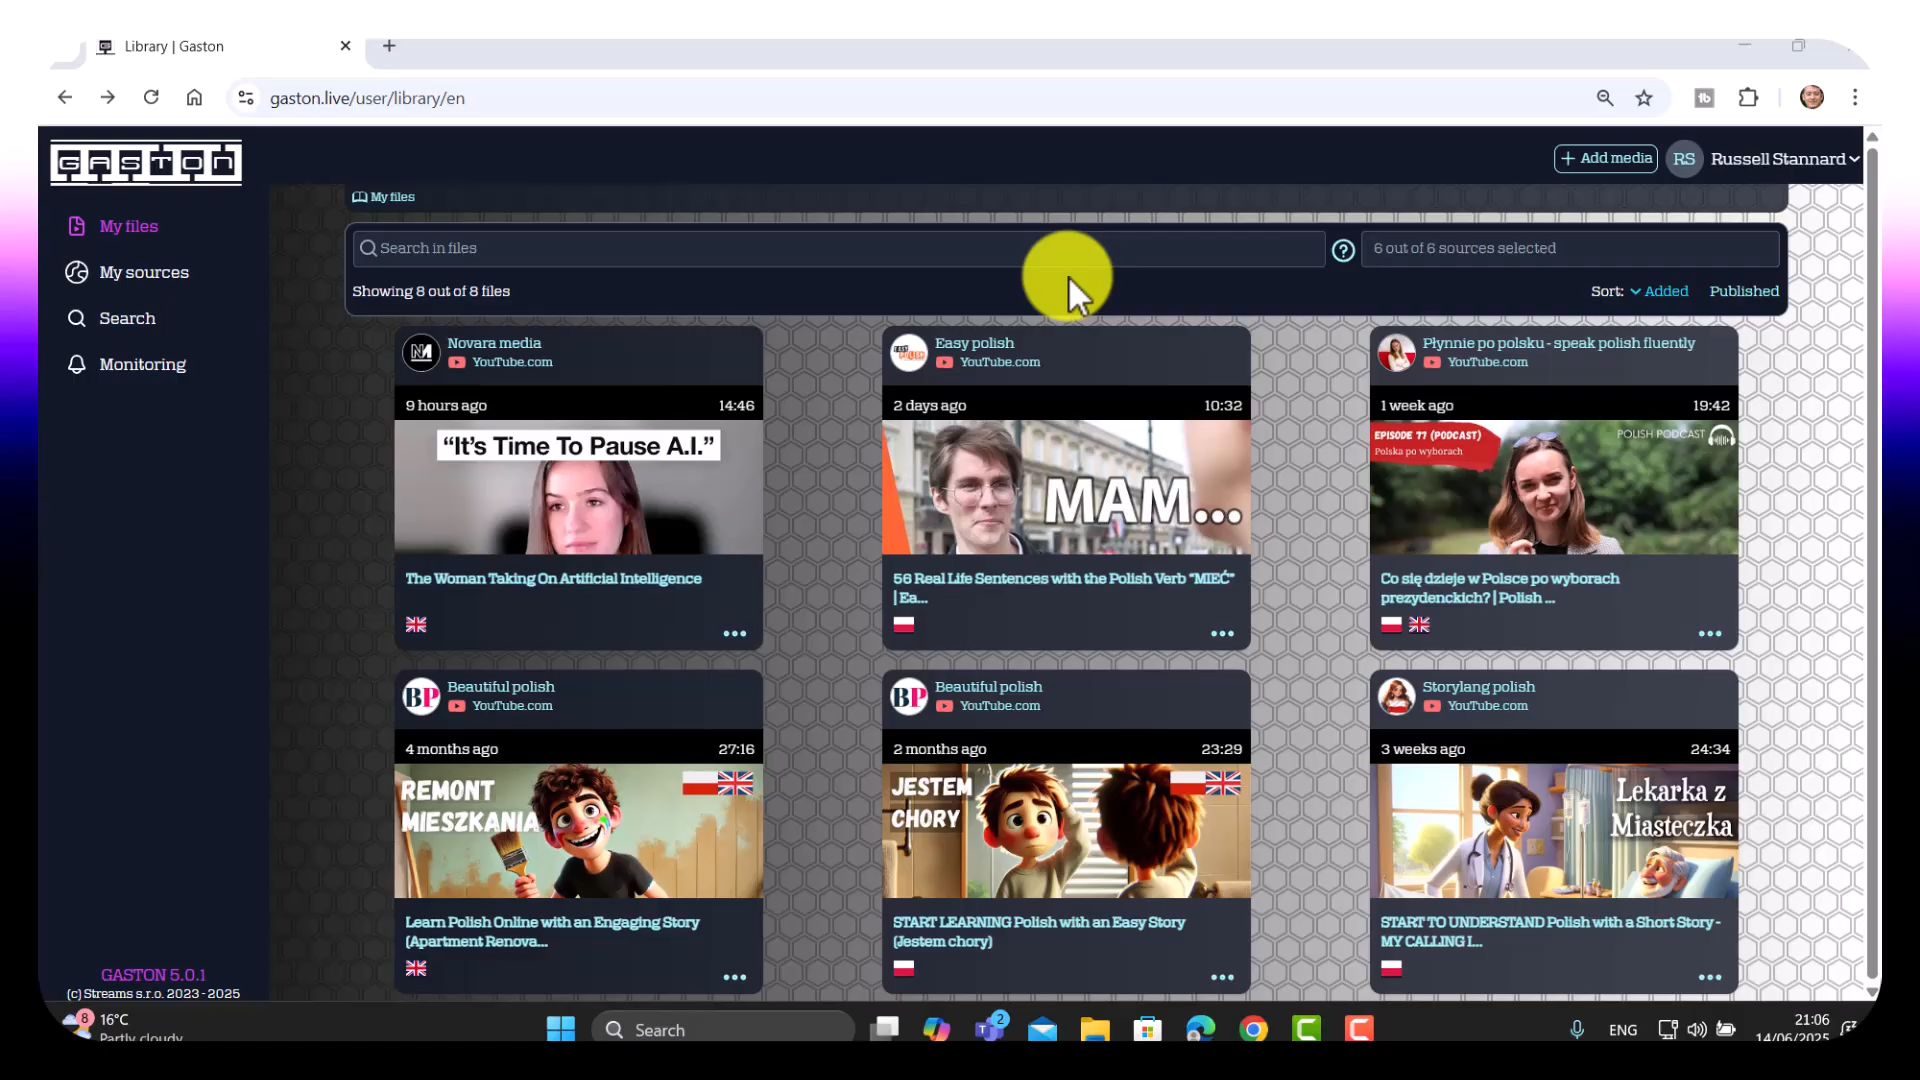 Library | Gaston
gaston.live/user/library/en
GASTON
+ Add media
RS
Russell Stannard
My files
My sources
Search
Monitoring
My files
Search in files
?
6 out of 6 sources selected
Showing 8 out of 8 files
Sort: Added Published
Novara media
YouTube.com
9 hours ago 14:46
“It’s Time To Pause A.I.”
The Woman Taking On Artificial Intelligence
Easy polish
YouTube.com
2 days ago 10:32
MAM...
56 Real Life Sentences with the Polish Verb “MIEĆ”
| Ea...
Płynnie po polsku - speak polish fluently
YouTube.com
1 week ago 19:42
EPISODE 77 (PODCAST)
Polska po wyborach
POLISH PODCAST
Co się dzieje w Polsce po wyborach
prezydenckich? | Polish ...
BP
Beautiful polish
YouTube.com
4 months ago 27:16
REMONT
MIESZKANIA
Learn Polish Online with an Engaging Story
(Apartment Renova...
BP
Beautiful polish
YouTube.com
2 months ago 23:29
JESTEM
CHORY
START LEARNING Polish with an Easy Story
(Jestem chory)
Storylang polish
YouTube.com
3 weeks ago 24:34
Lekarka z
Miasteczka
START TO UNDERSTAND Polish with a Short Story -
MY CALLING I...
GASTON 5.0.1
(c) Streams s.r.o. 2023 - 2025
8
16°C
Partly cloudy
Search
2
ENG
21:06
14/06/2025